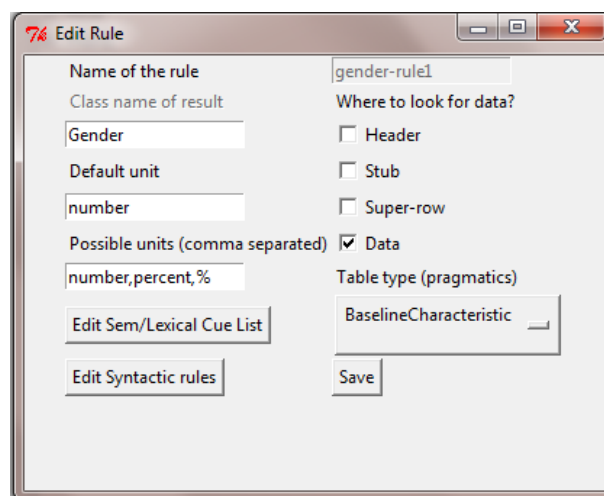 Edit Rule
Name of the rule
gender-rule1
Class name of result
Where to look for data?
Gender
Header
Default unit
Stub
number
Super-row
Possible units (comma separated)
Data
number,percent,%
Table type (pragmatics)
Edit Sem/Lexical Cue List
BaselineCharacteristic
Edit Syntactic rules
Save